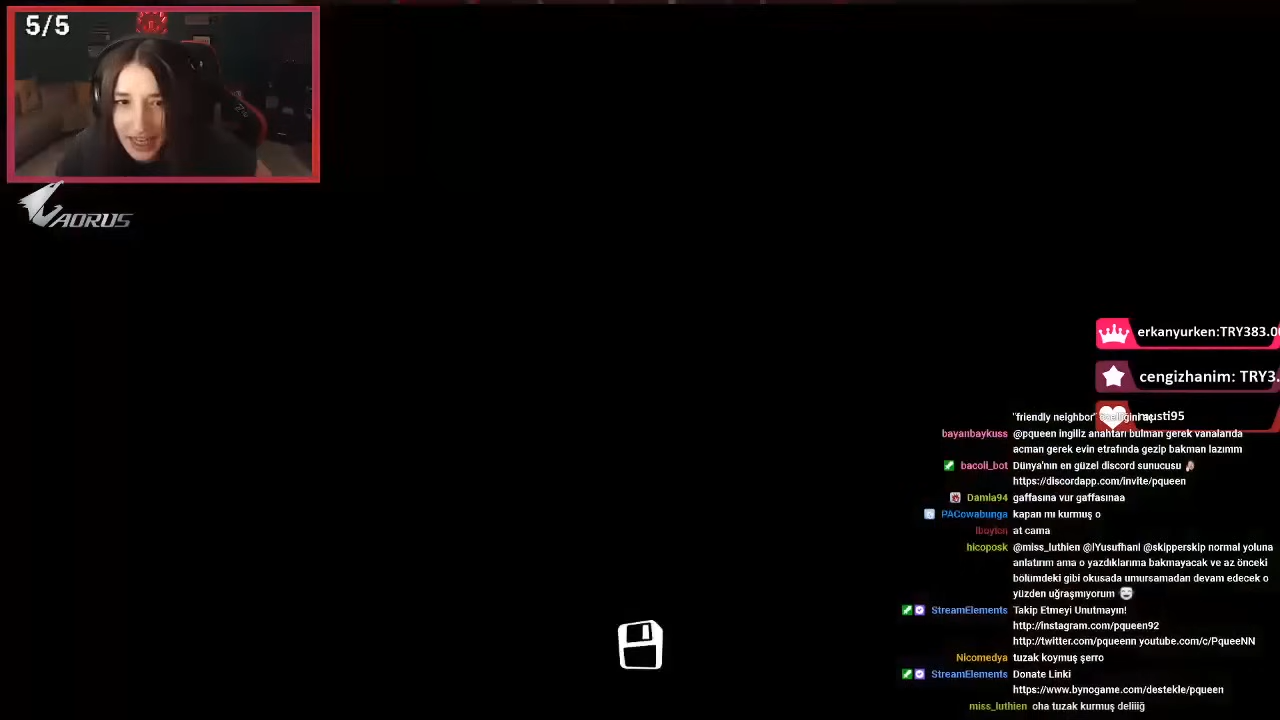 5/5
AORUS
erkanyurken:TRY383.0
cengizhanim: TRY3.
musti95
"friendly neighbor"
bayanbaykuss @pqueen ingiliz anahtarı bulman gerek vanalarıda
acman gerek evin etrafında gezip bakman lazımm
bacoli_bot Dünya'nın en güzel discord sunucusu
https://discordapp.com/invite/pqueen
Damla94 gaffasına vur gaffasınaa
PACowabunga kapan mı kurmuş o
at cama
hicoposk @miss_luthien @IYusufhanI @skipperskip normal yoluna
anlatırım ama o yazdıklarıma bakmayacak ve az önceki
bölümdeki gibi okusada umursamadan devam edecek o
yüzden uğraşmıyorum
StreamElements Takip Etmeyi Unutmayın!
http://instagram.com/pqueen92
http://twitter.com/pqueenn youtube.com/c/PqueeNN
Nicomedya tuzak koymuş şerro
StreamElements Donate Linki
https://www.bynogame.com/destekle/pqueen
miss_luthien oha tuzak kurmuş deliiiğ